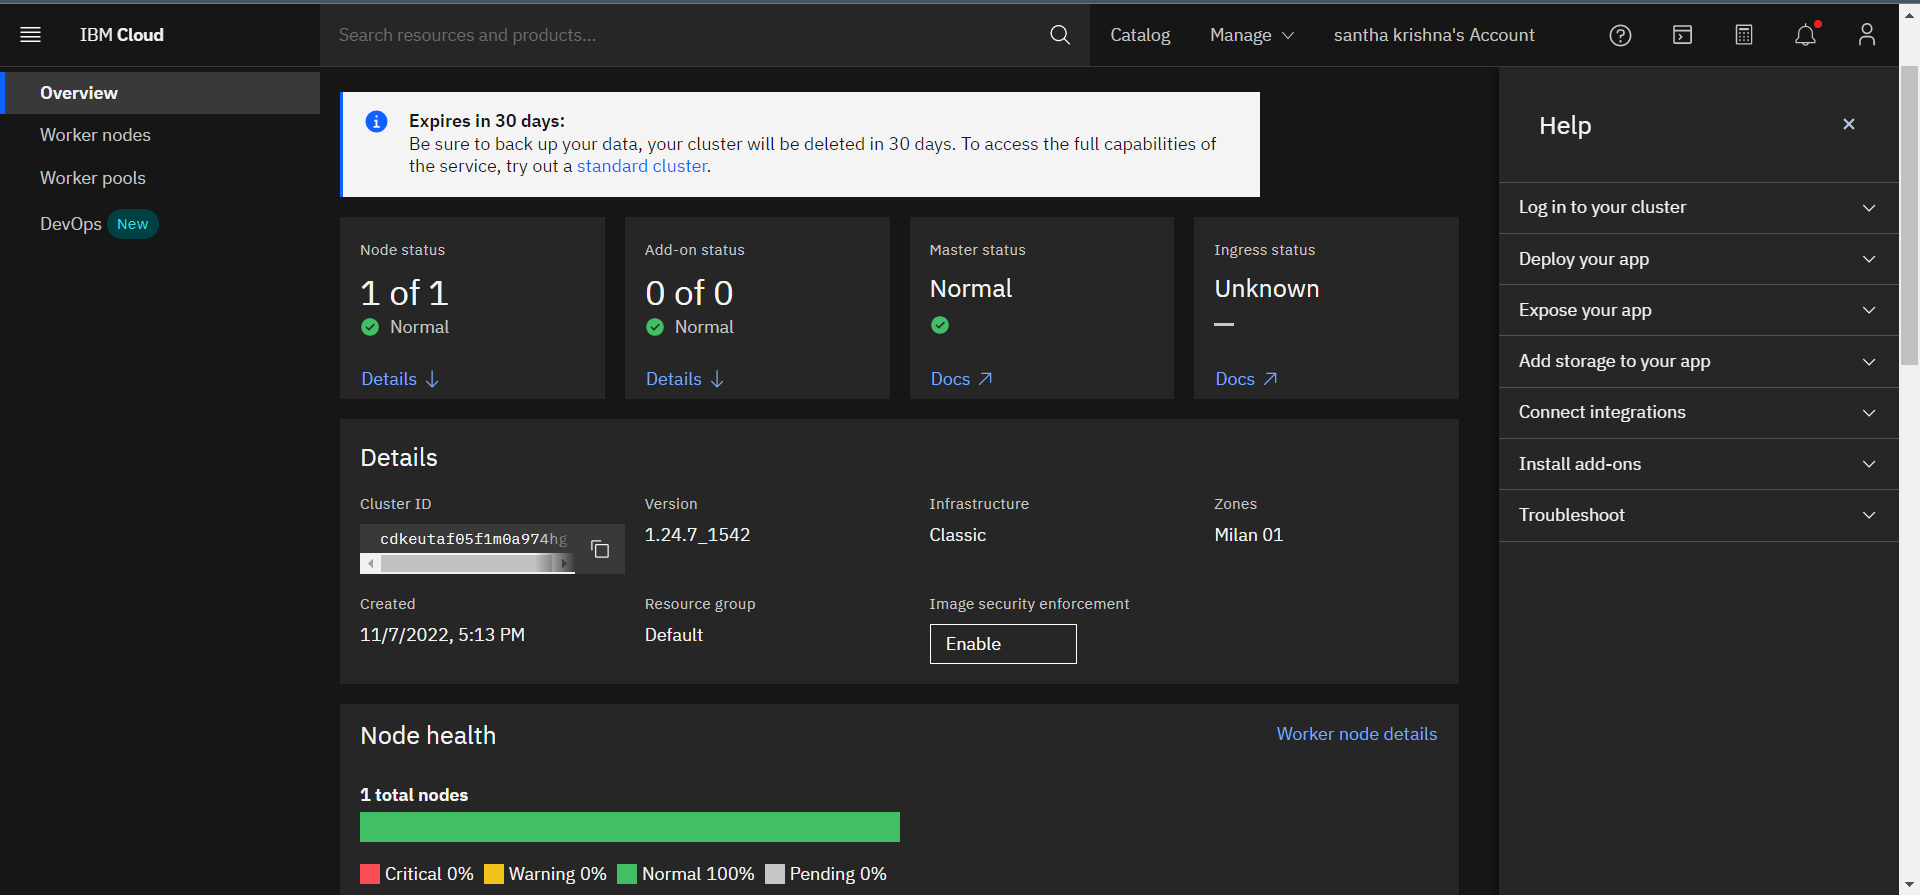 IBM Cloud
Search resources and products...
Catalog
Manage
santha krishna's Account
Overview
Worker nodes
Worker pools
DevOps New
Expires in 30 days:
Be sure to back up your data, your cluster will be deleted in 30 days. To access the full capabilities of
the service, try out a standard cluster.
Node status
1 of 1
Normal
Details
Add-on status
0 of 0
Normal
Details
Master status
Normal
Docs
Ingress status
Unknown
Docs
Details
Cluster ID
cdkeutaf05f1m0a974hg
Version
1.24.7_1542
Infrastructure
Classic
Zones
Milan 01
Created
11/7/2022, 5:13 PM
Resource group
Default
Image security enforcement
Enable
Node health
Worker node details
1 total nodes
Critical 0% Warning 0% Normal 100% Pending 0%
Help
Log in to your cluster
Deploy your app
Expose your app
Add storage to your app
Connect integrations
Install add-ons
Troubleshoot